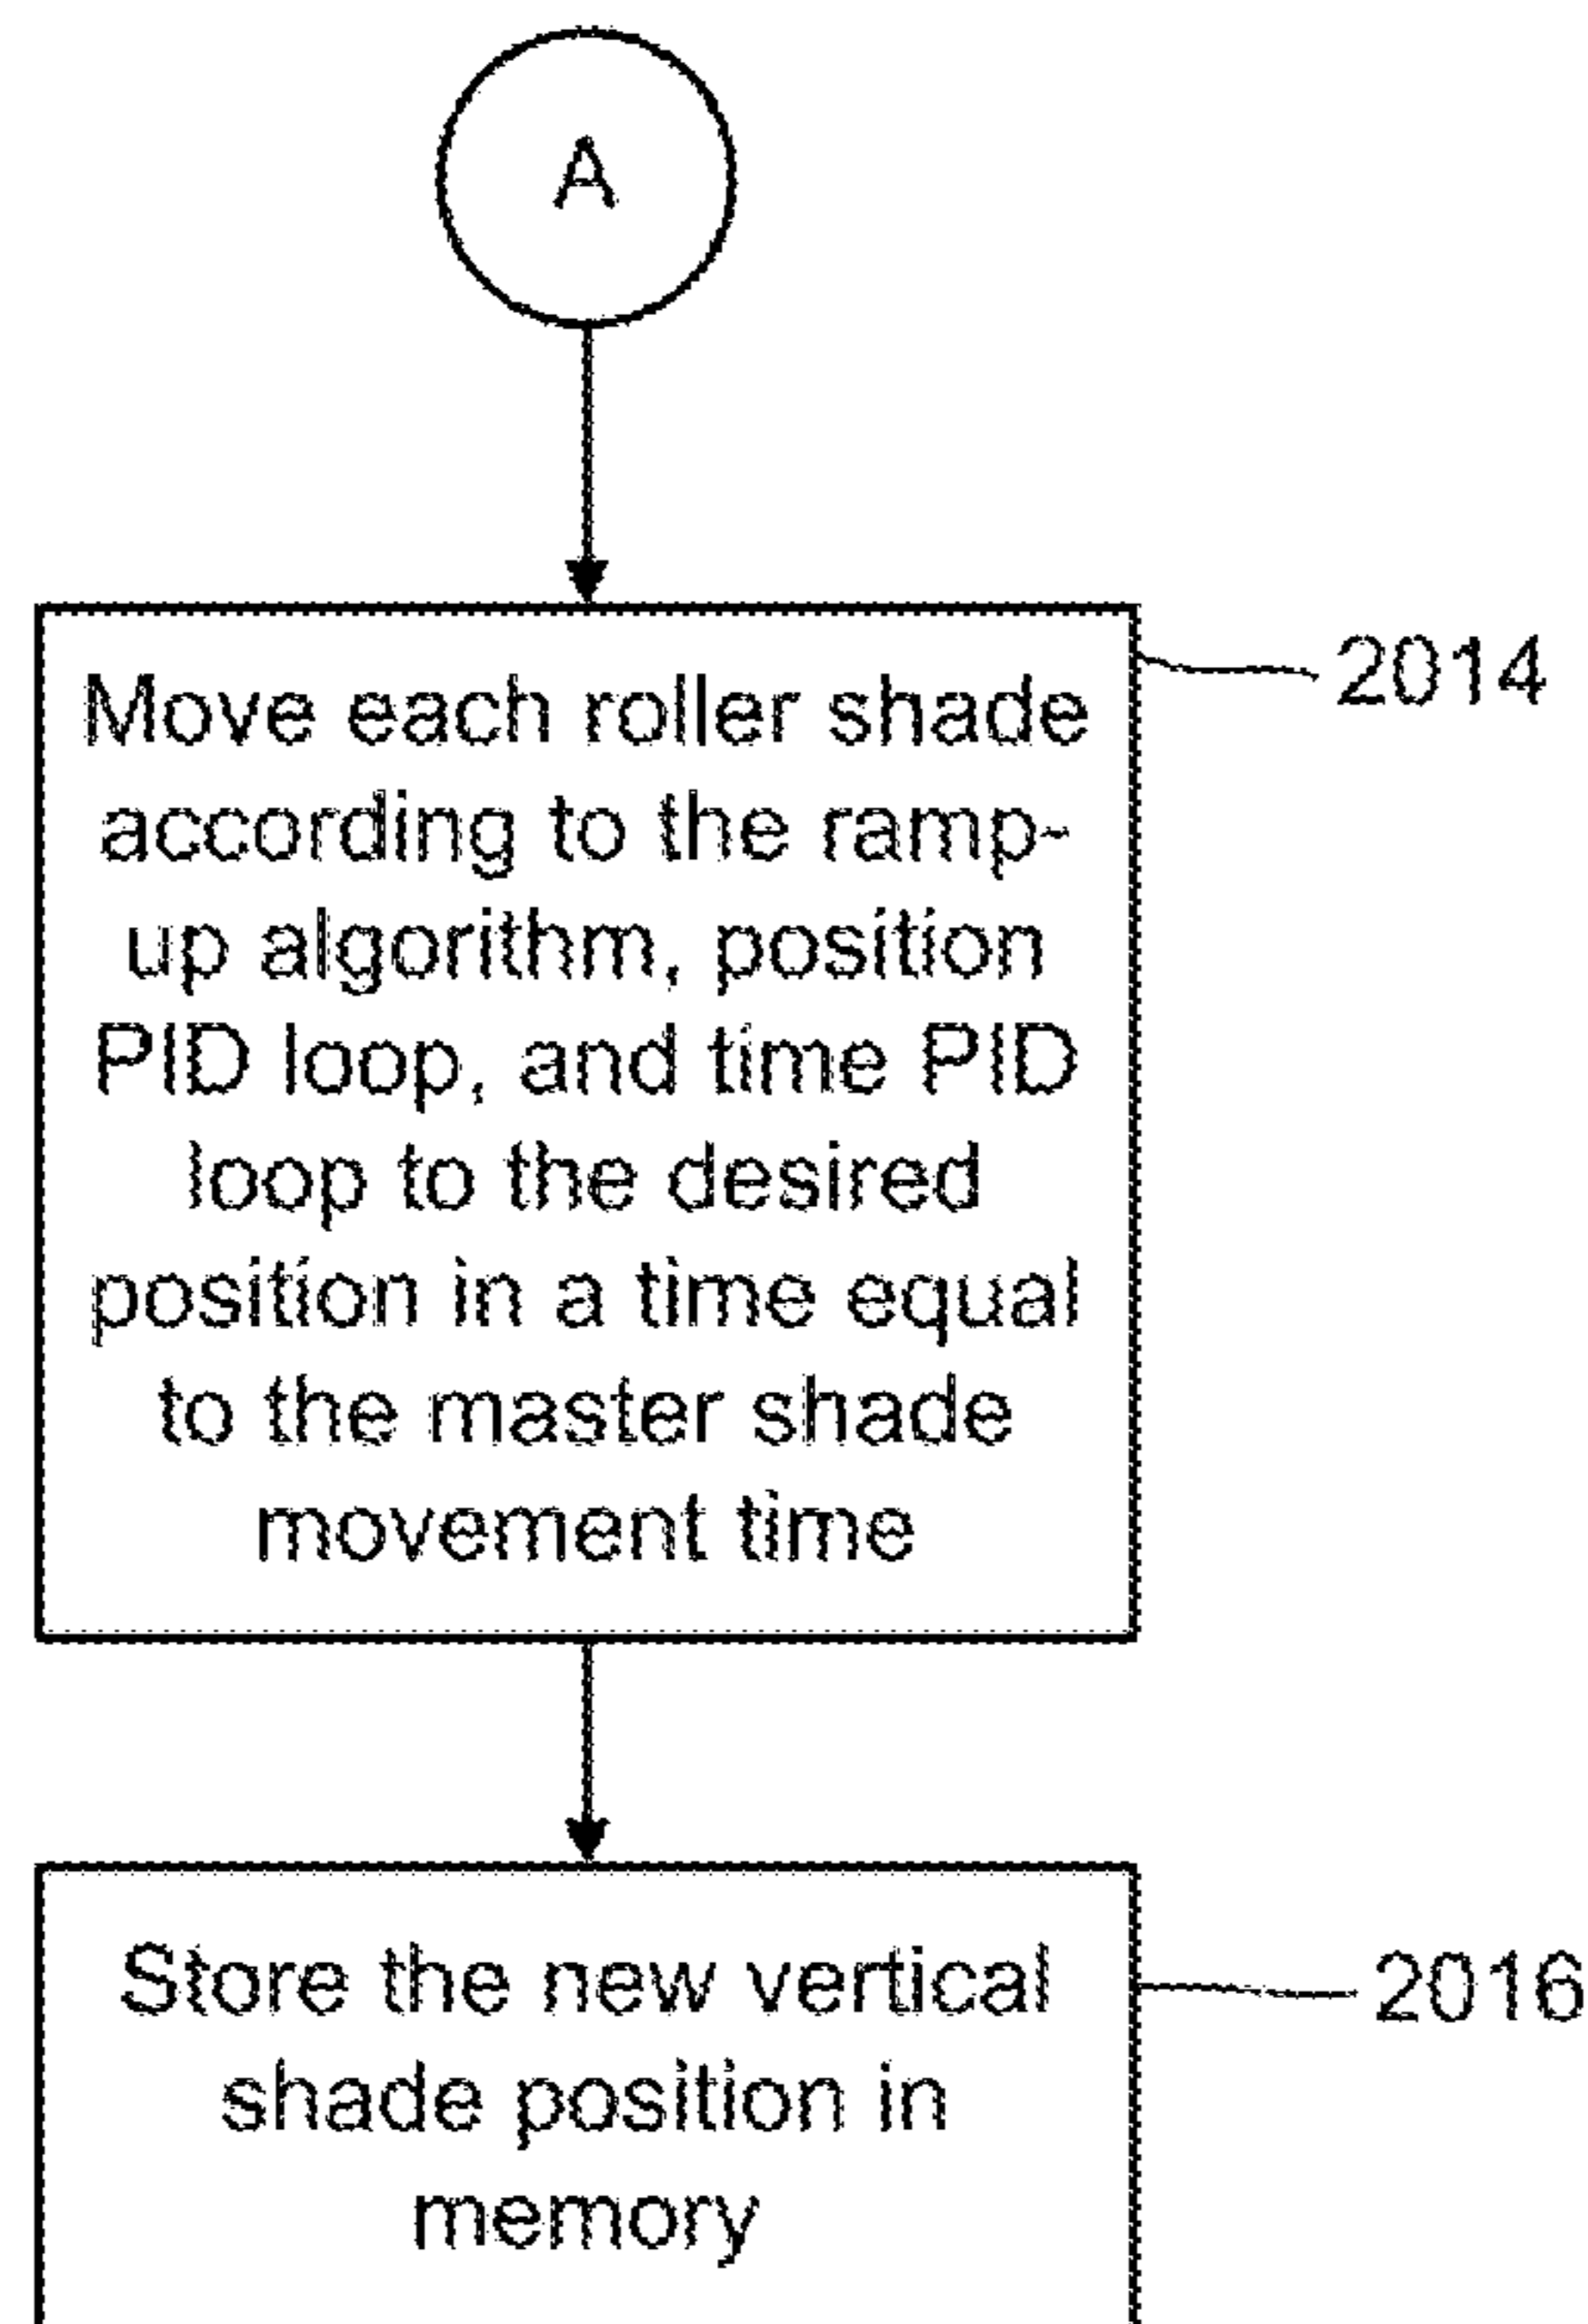 A
Move each roller shade
2014
according to the ramp-
up algorithm, position
PID loop, and time PID
loop to the desired
position in a time equal
to the master shade
movement time
Store the new vertical
2016
shade position in
memory